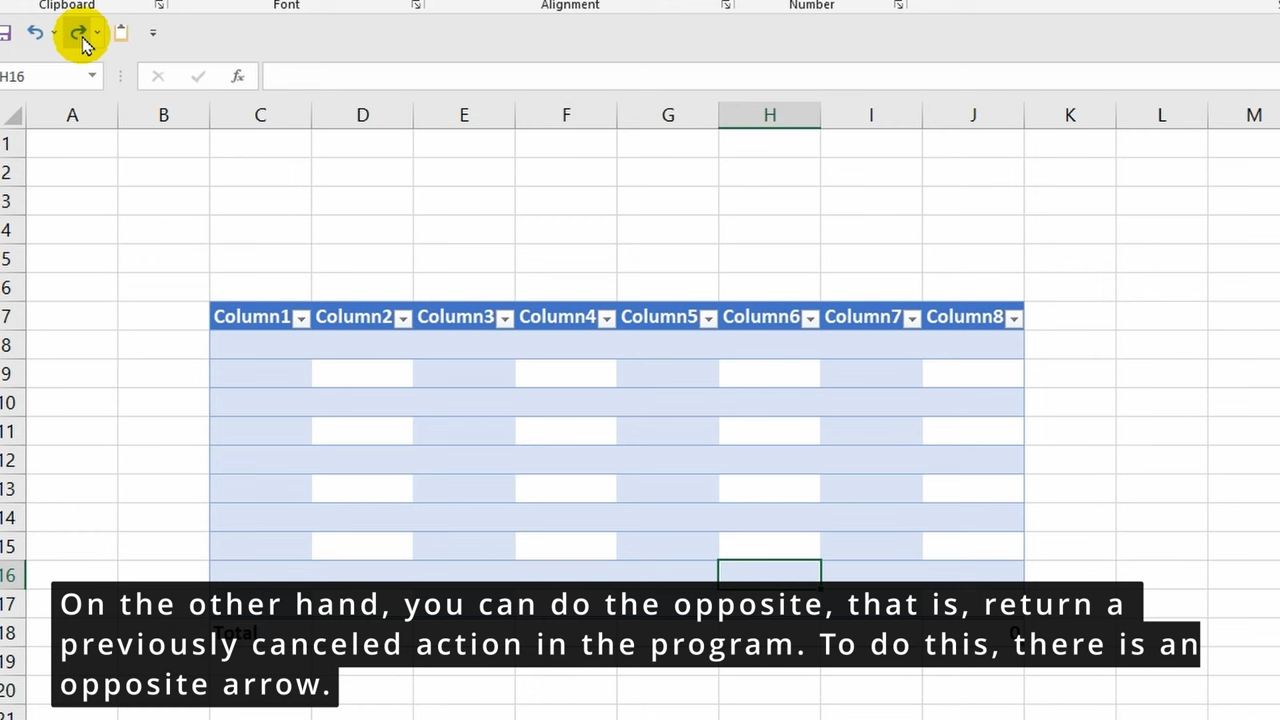 Clipboard Font Alignment Number
H16 fx
A B C D E F G H I J K L M
1
2
3
4
5
6
7 Column1 Column2 Column3 Column4 Column5 Column6 Column7 Column8
8
9
10
11
12
13
14
15
16
17
18 Total 0
19
20
21
On the other hand, you can do the opposite, that is, return a
previously canceled action in the program. To do this, there is an
opposite arrow.